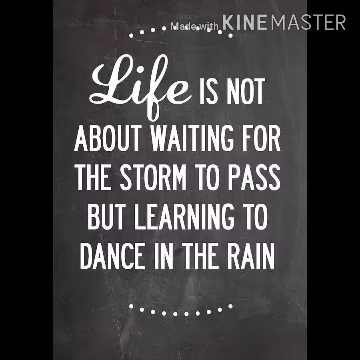 Made with KINEMASTER
Life IS NOT
ABOUT WAITING FOR
THE STORM TO PASS
BUT LEARNING TO
DANCE IN THE RAIN